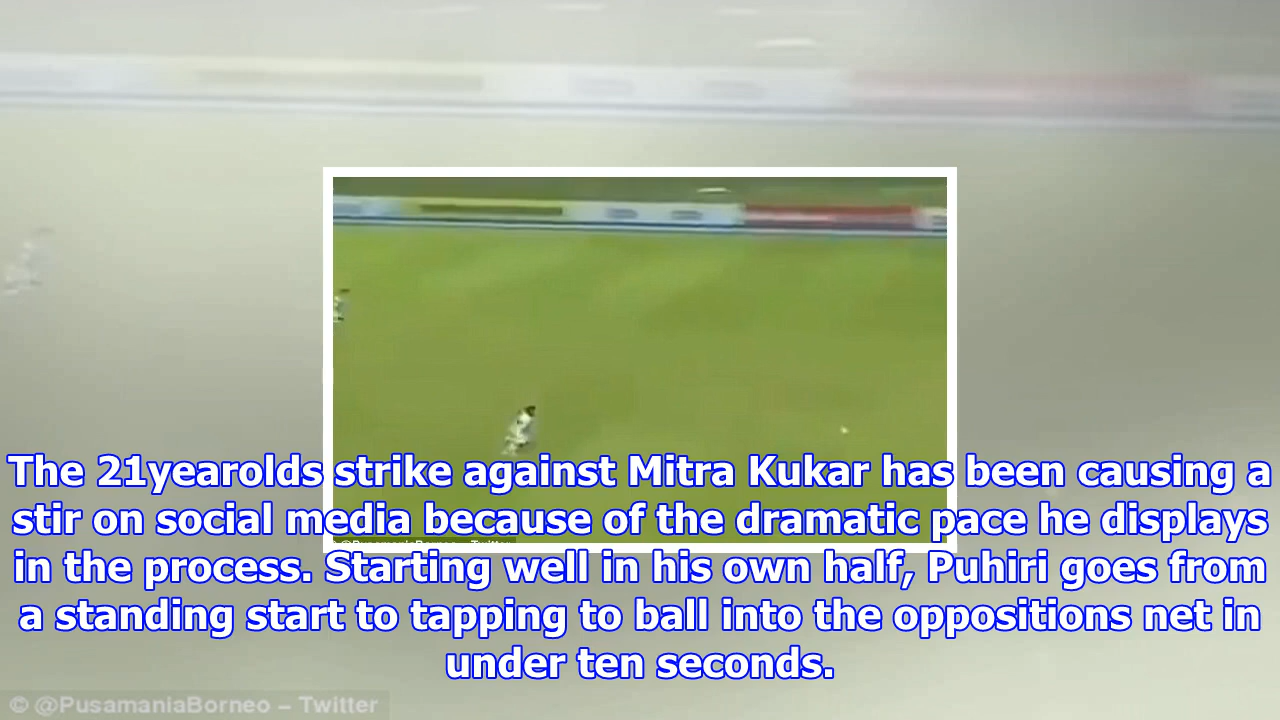 The 21yearolds strike against Mitra Kukar has been causing a
stir on social media because of the dramatic pace he displays
in the process. Starting well in his own half, Puhiri goes from
a standing start to tapping to ball into the oppositions net in
under ten seconds.
© @PusamaniaBorneo – Twitter